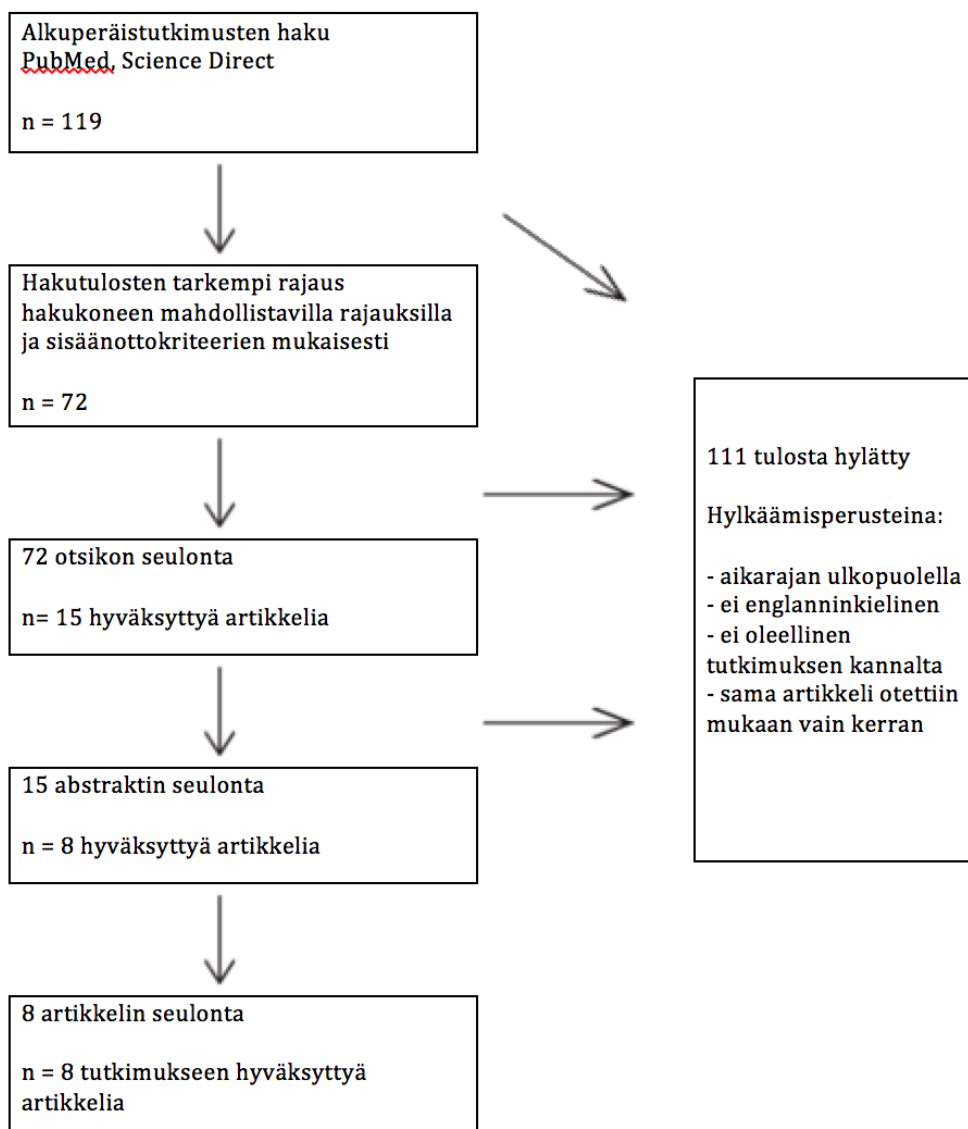 Alkuperäistutkimusten haku
PubMed, Science Direct
n = 119
Hakutulosten tarkempi rajaus
hakukoneen mahdollistavilla rajauksilla
ja sisäänottokriteerien mukaisesti
n = 72
72 otsikon seulonta
n= 15 hyväksyttyä artikkelia
15 abstraktin seulonta
n = 8 hyväksyttyä artikkelia
8 artikkelin seulonta
n = 8 tutkimukseen hyväksyttyä
artikkelia
111 tulosta hylätty
Hylkäämisperusteina:
- aikarajan ulkopuolella
- ei englanninkielinen
- ei oleellinen
tutkimuksen kannalta
- sama artikkeli otettiin
mukaan vain kerran